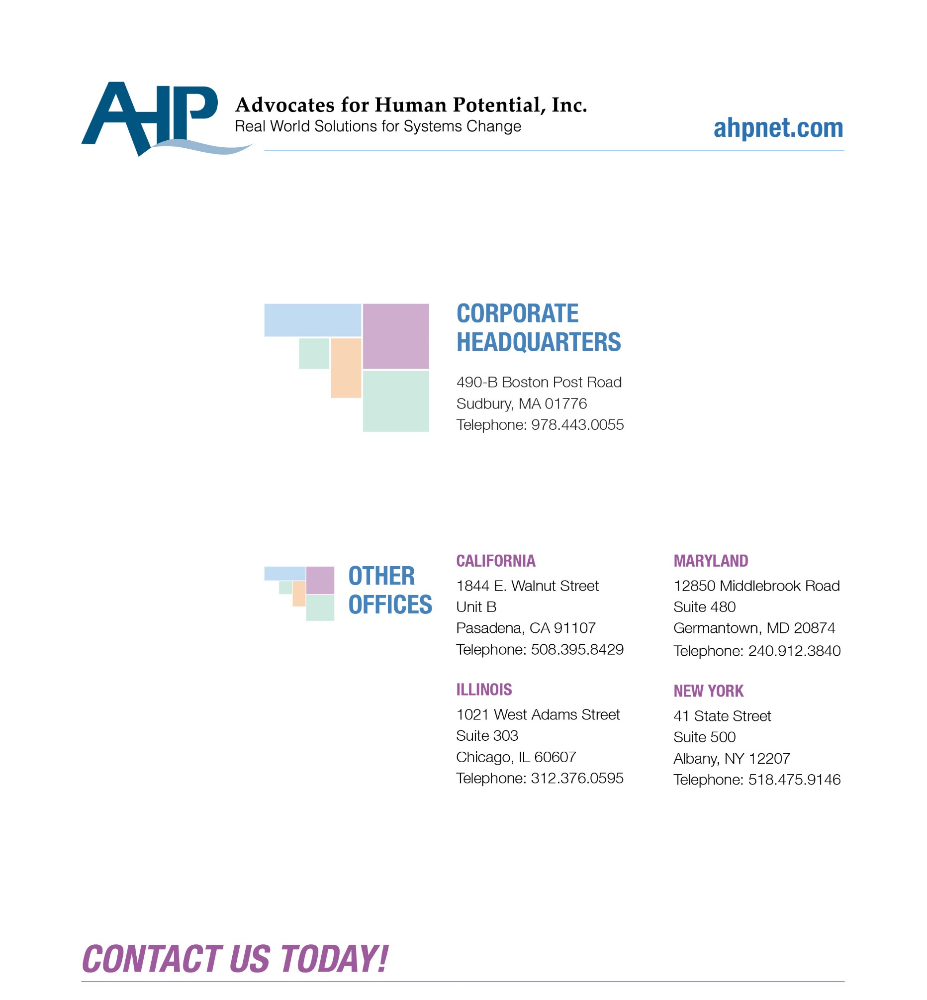 AHP
Advocates for Human Potential, Inc.
Real World Solutions for Systems Change
ahpnet.com
CORPORATE
HEADQUARTERS
490-B Boston Post Road
Sudbury, MA 01776
Telephone: 978.443.0055
OTHER
OFFICES
CALIFORNIA
1844 E. Walnut Street
Unit B
Pasadena, CA 91107
Telephone: 508.395.8429
MARYLAND
12850 Middlebrook Road
Suite 480
Germantown, MD 20874
Telephone: 240.912.3840
ILLINOIS
1021 West Adams Street
Suite 303
Chicago, IL 60607
Telephone: 312.376.0595
NEW YORK
41 State Street
Suite 500
Albany, NY 12207
Telephone: 518.475.9146
CONTACT US TODAY!